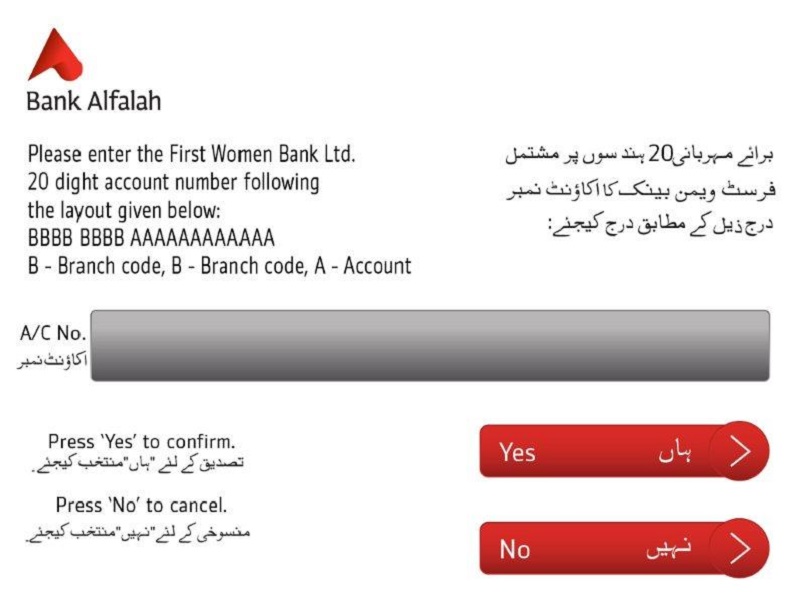 Bank Alfalah
Please enter the First Women Bank Ltd.
20 dight account number following
the layout given below:
BBBB BBBB AAAAAAAAAAAA
B - Branch code, B - Branch code, A - Account
برائے مہربانی 20 ہندسوں پر مشتمل
فرسٹ ویمن بینک کا اکاؤنٹ نمبر
درج زیل کے مطابق درج کیجئے:
A/C No.
اکاؤنٹ نمبر
Press ‘Yes’ to confirm.
تصدیق کے لئے "ہاں" منتخب کیجئے۔
Yes ہاں
Press ‘No’ to cancel.
منسوخی کے لئے "نہیں" منتخب کیجئے۔
No نہیں